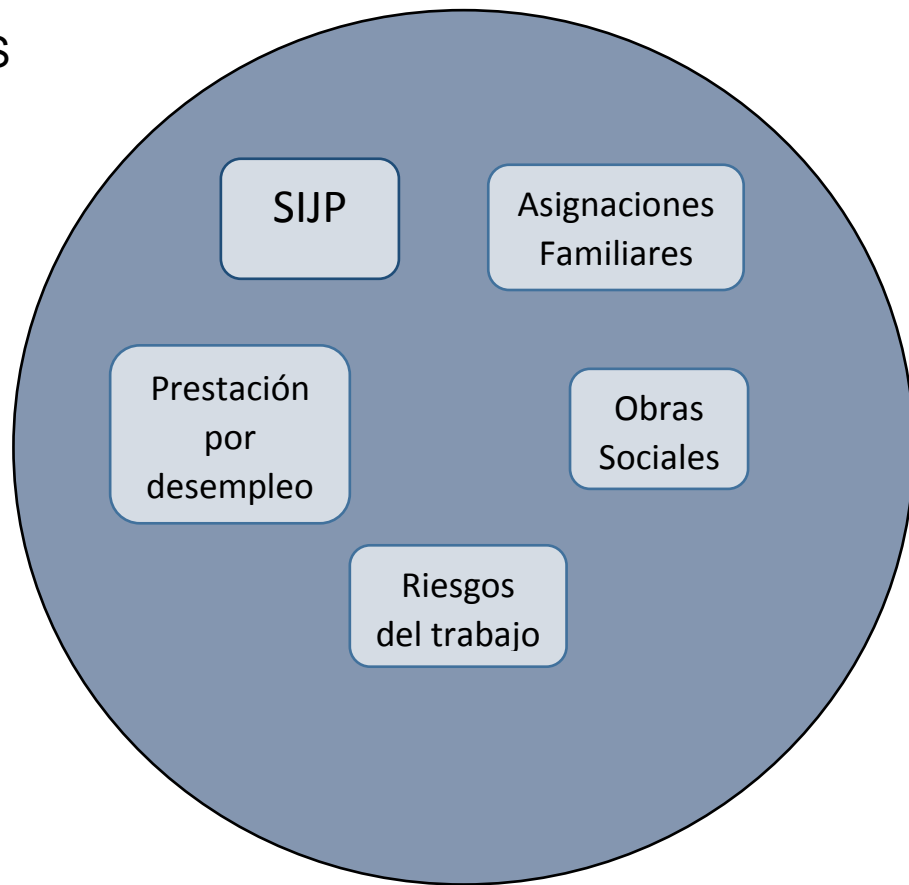 S
SIJP
Asignaciones
Familiares
Prestación
por
desempleo
Obras
Sociales
Riesgos
del trabajo